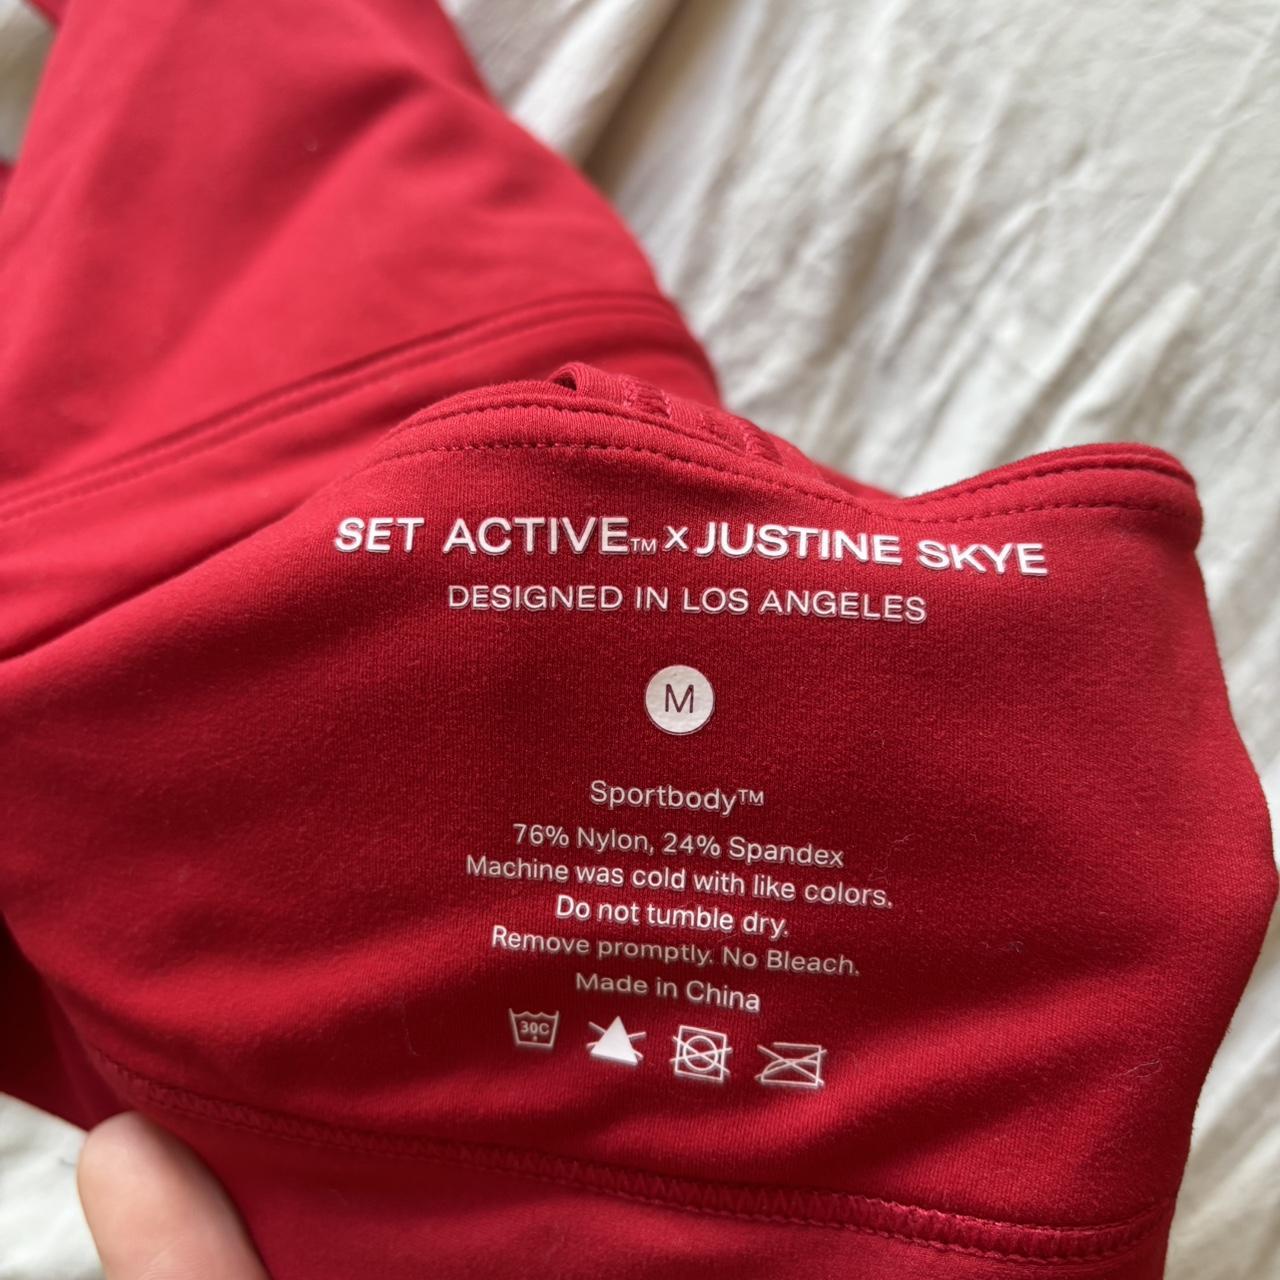 SET ACTIVE™ x JUSTINE SKYE
DESIGNED IN LOS ANGELES
M
Sportbody™
76% Nylon, 24% Spandex
Machine was cold with like colors.
Do not tumble dry.
Remove promptly. No Bleach.
Made in China
30C